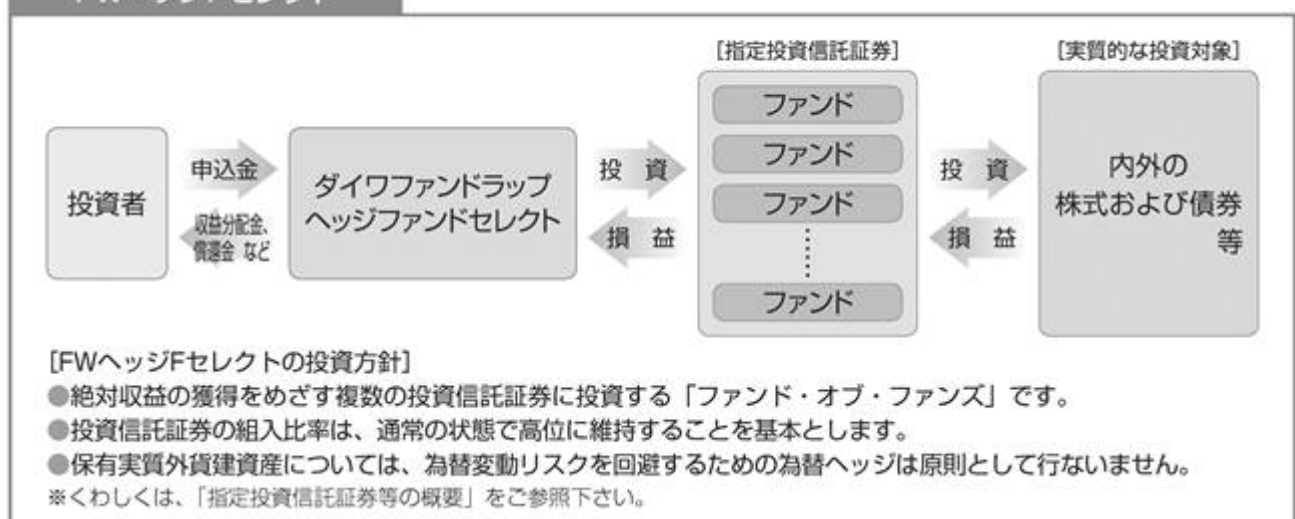 [指定投資信託証券]
[実質的な投資対象]
投資者
申込金
収益分配金、
償還金 など
ダイワファンドラップ
ヘッジファンドセレクト
投 資
損 益
ファンド
ファンド
ファンド
ファンド
投 資
損 益
内外の
株式および債券
等
[FWヘッジFセレクトの投資方針]
●絶対収益の獲得をめざす複数の投資信託証券に投資する「ファンド・オブ・ファンズ」です。
●投資信託証券の組入比率は、通常の状態で高位に維持することを基本とします。
●保有実質外貨建資産については、為替変動リスクを回避するための為替ヘッジは原則として行ないません。
※くわしくは、「指定投資信託証券等の概要」をご参照下さい。